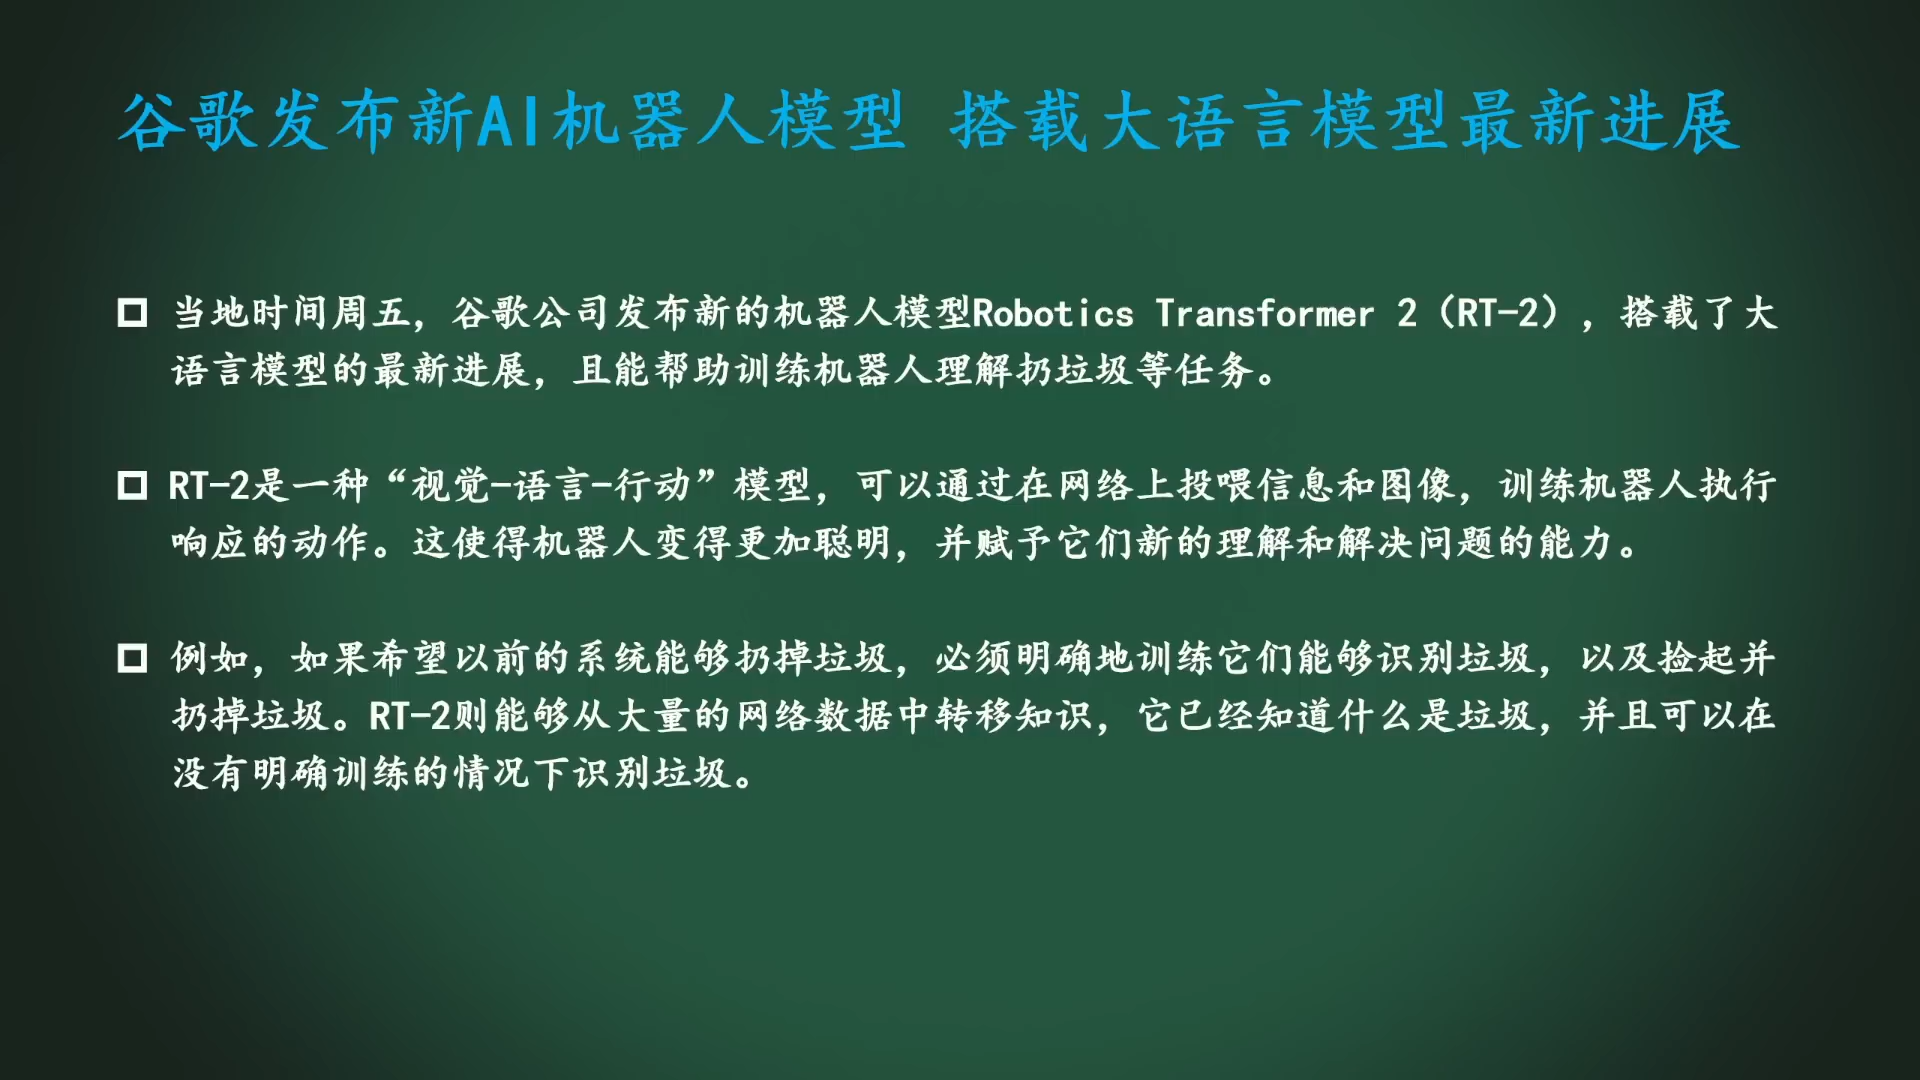 谷歌发布新AI机器人模型 搭载大语言模型最新进展
当地时间周五，谷歌公司发布新的机器人模型Robotics Transformer 2（RT-2），搭载了大
语言模型的最新进展，且能帮助训练机器人理解扔垃圾等任务。
RT-2是一种“视觉-语言-行动”模型，可以通过在网络上投喂信息和图像，训练机器人执行
响应的动作。这使得机器人变得更加聪明，并赋予它们新的理解和解决问题的能力。
例如，如果希望以前的系统能够扔掉垃圾，必须明确地训练它们能够识别垃圾，以及捡起并
扔掉垃圾。RT-2则能够从大量的网络数据中转移知识，它已经知道什么是垃圾，并且可以在
没有明确训练的情况下识别垃圾。